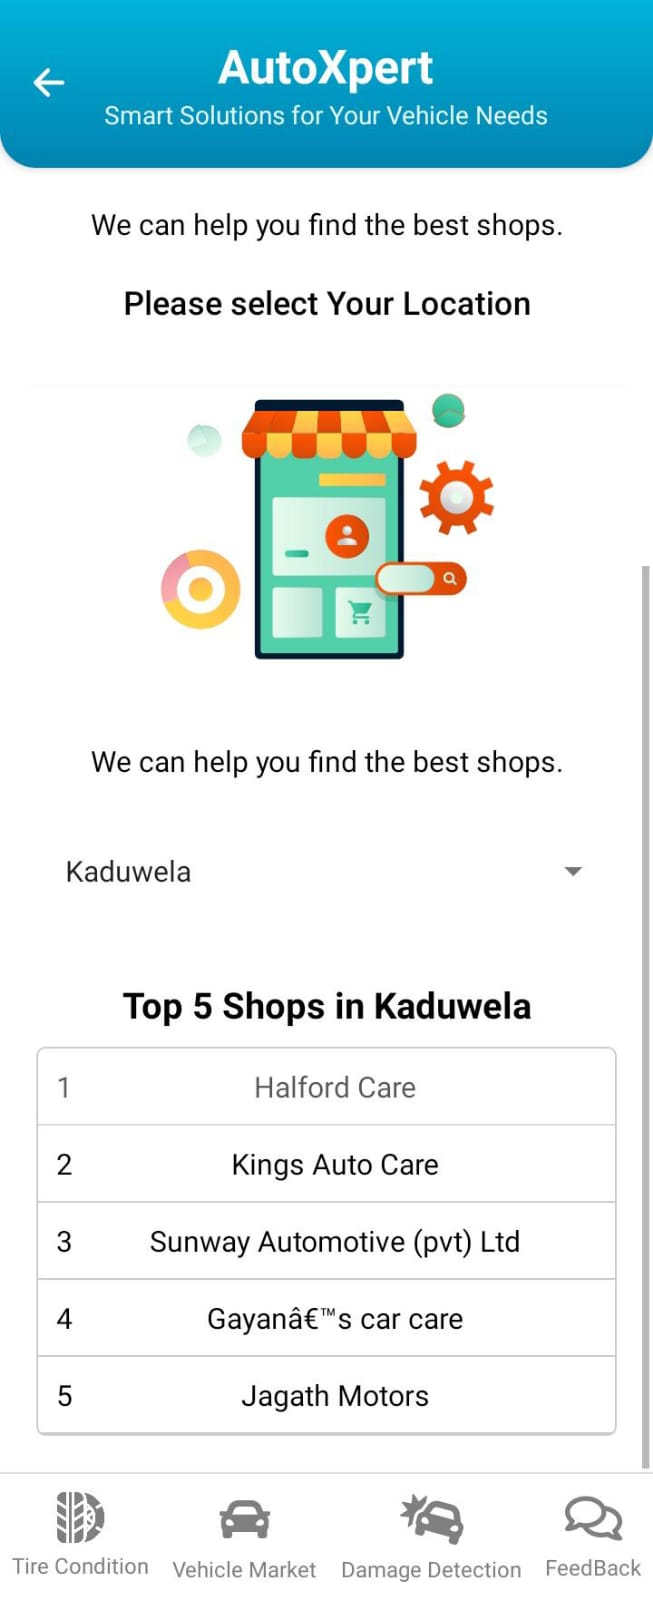 AutoXpert
Smart Solutions for Your Vehicle Needs
We can help you find the best shops.
Please select Your Location
We can help you find the best shops.
Kaduwela
Top 5 Shops in Kaduwela
1 Halford Care
2 Kings Auto Care
3 Sunway Automotive (pvt) Ltd
4 Gayanâ€™s car care
5 Jagath Motors
Tire Condition Vehicle Market Damage Detection FeedBack